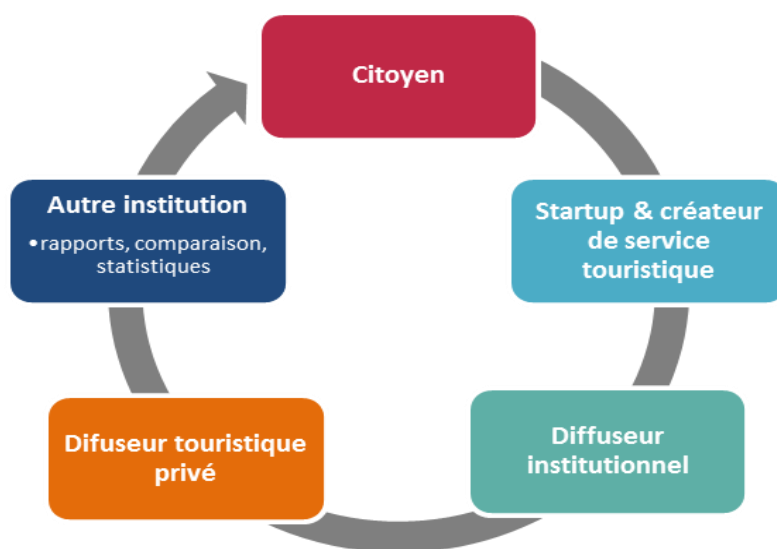 Citoyen
Startup & créateur
de service
touristique
Diffuseur
institutionnel
Difuseur touristique
privé
Autre institution
•rapports, comparaison,
statistiques